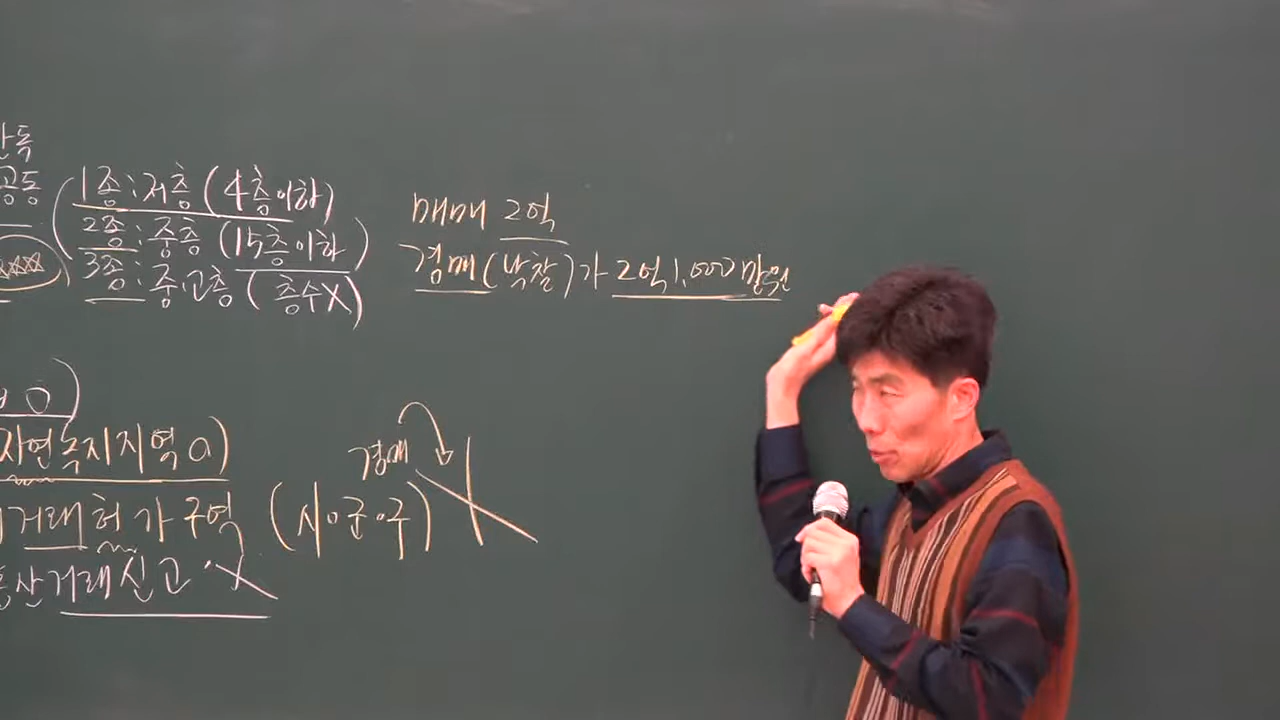 단독
공동
1종:저층(4층이하)
2종:중층(15층이하)
3종:중·고층(층수X)
매매 2억
경매(낙찰)가 2억1,000만원
자연녹지지역 a)
거래허가구역 (시·군·구)
경매
산거래신고 X